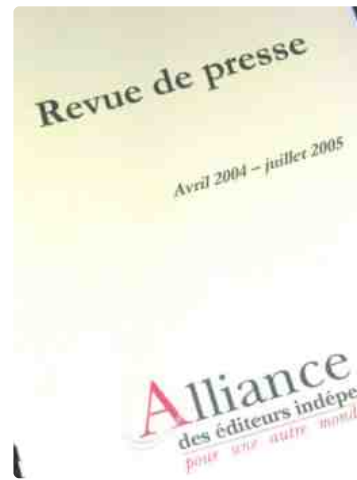 Revue de presse
Avril 2004 – juillet 2005
Alliance
des éditeurs indépe
pour une autre mond